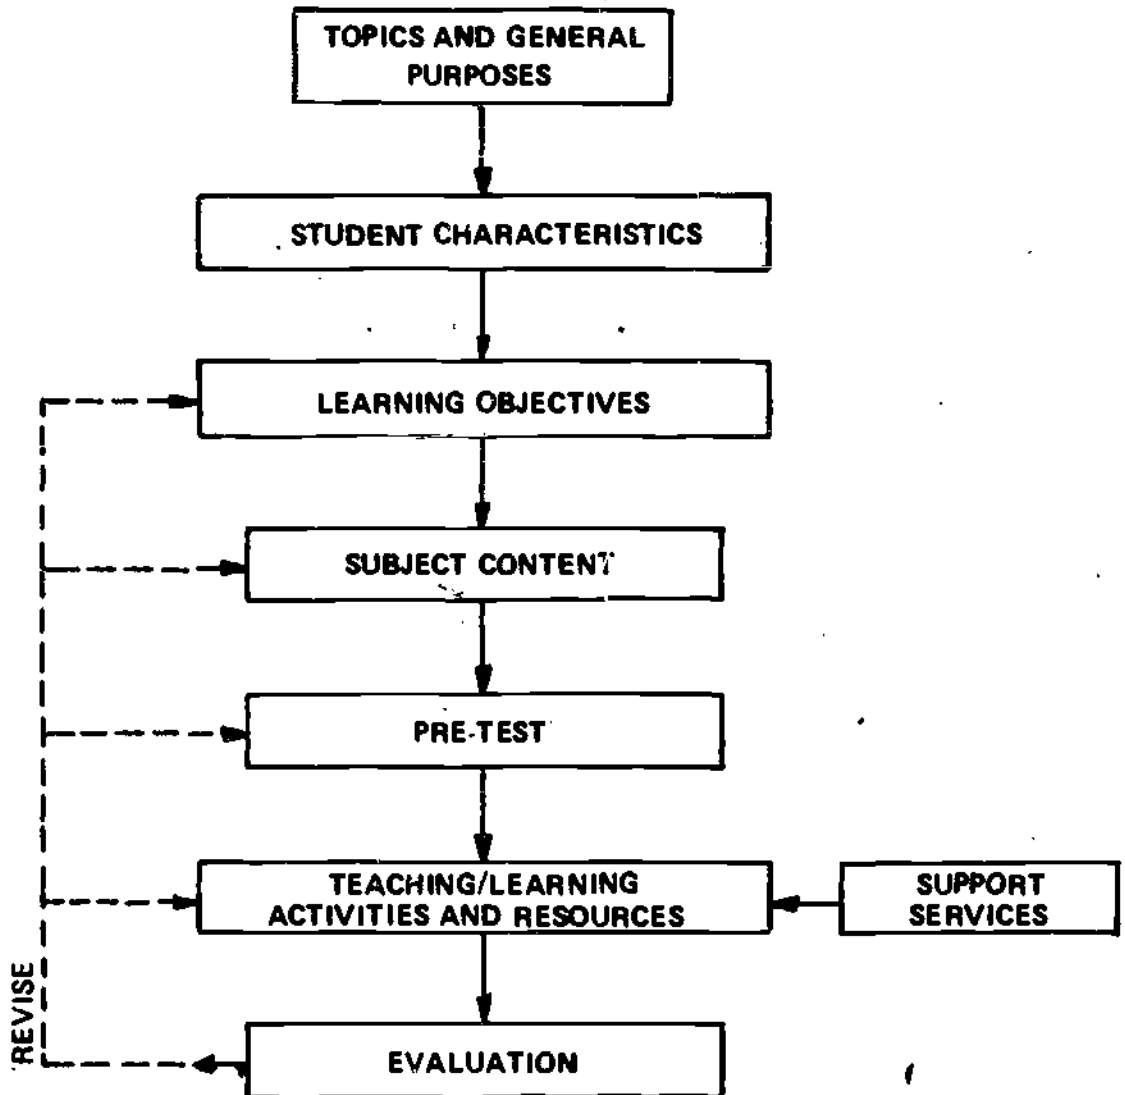 TOPICS AND GENERAL
PURPOSES
STUDENT CHARACTERISTICS
LEARNING OBJECTIVES
SUBJECT CONTENT
PRE-TEST
TEACHING/LEARNING
ACTIVITIES AND RESOURCES
SUPPORT
SERVICES
REVISE
EVALUATION